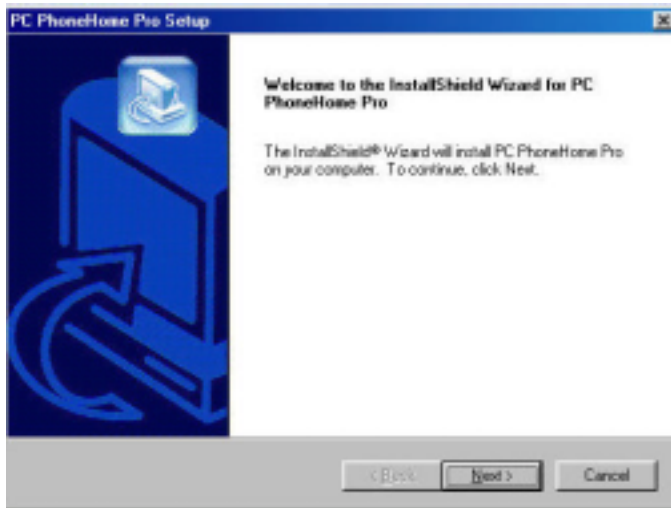 PC PhoneHome Pro Setup
Welcome to the InstallShield Wizard for PC
PhoneHome Pro
The InstallShield® Wizard will install PC PhoneHome Pro
on your computer. To continue, click Next.
< Back
Next >
Cancel